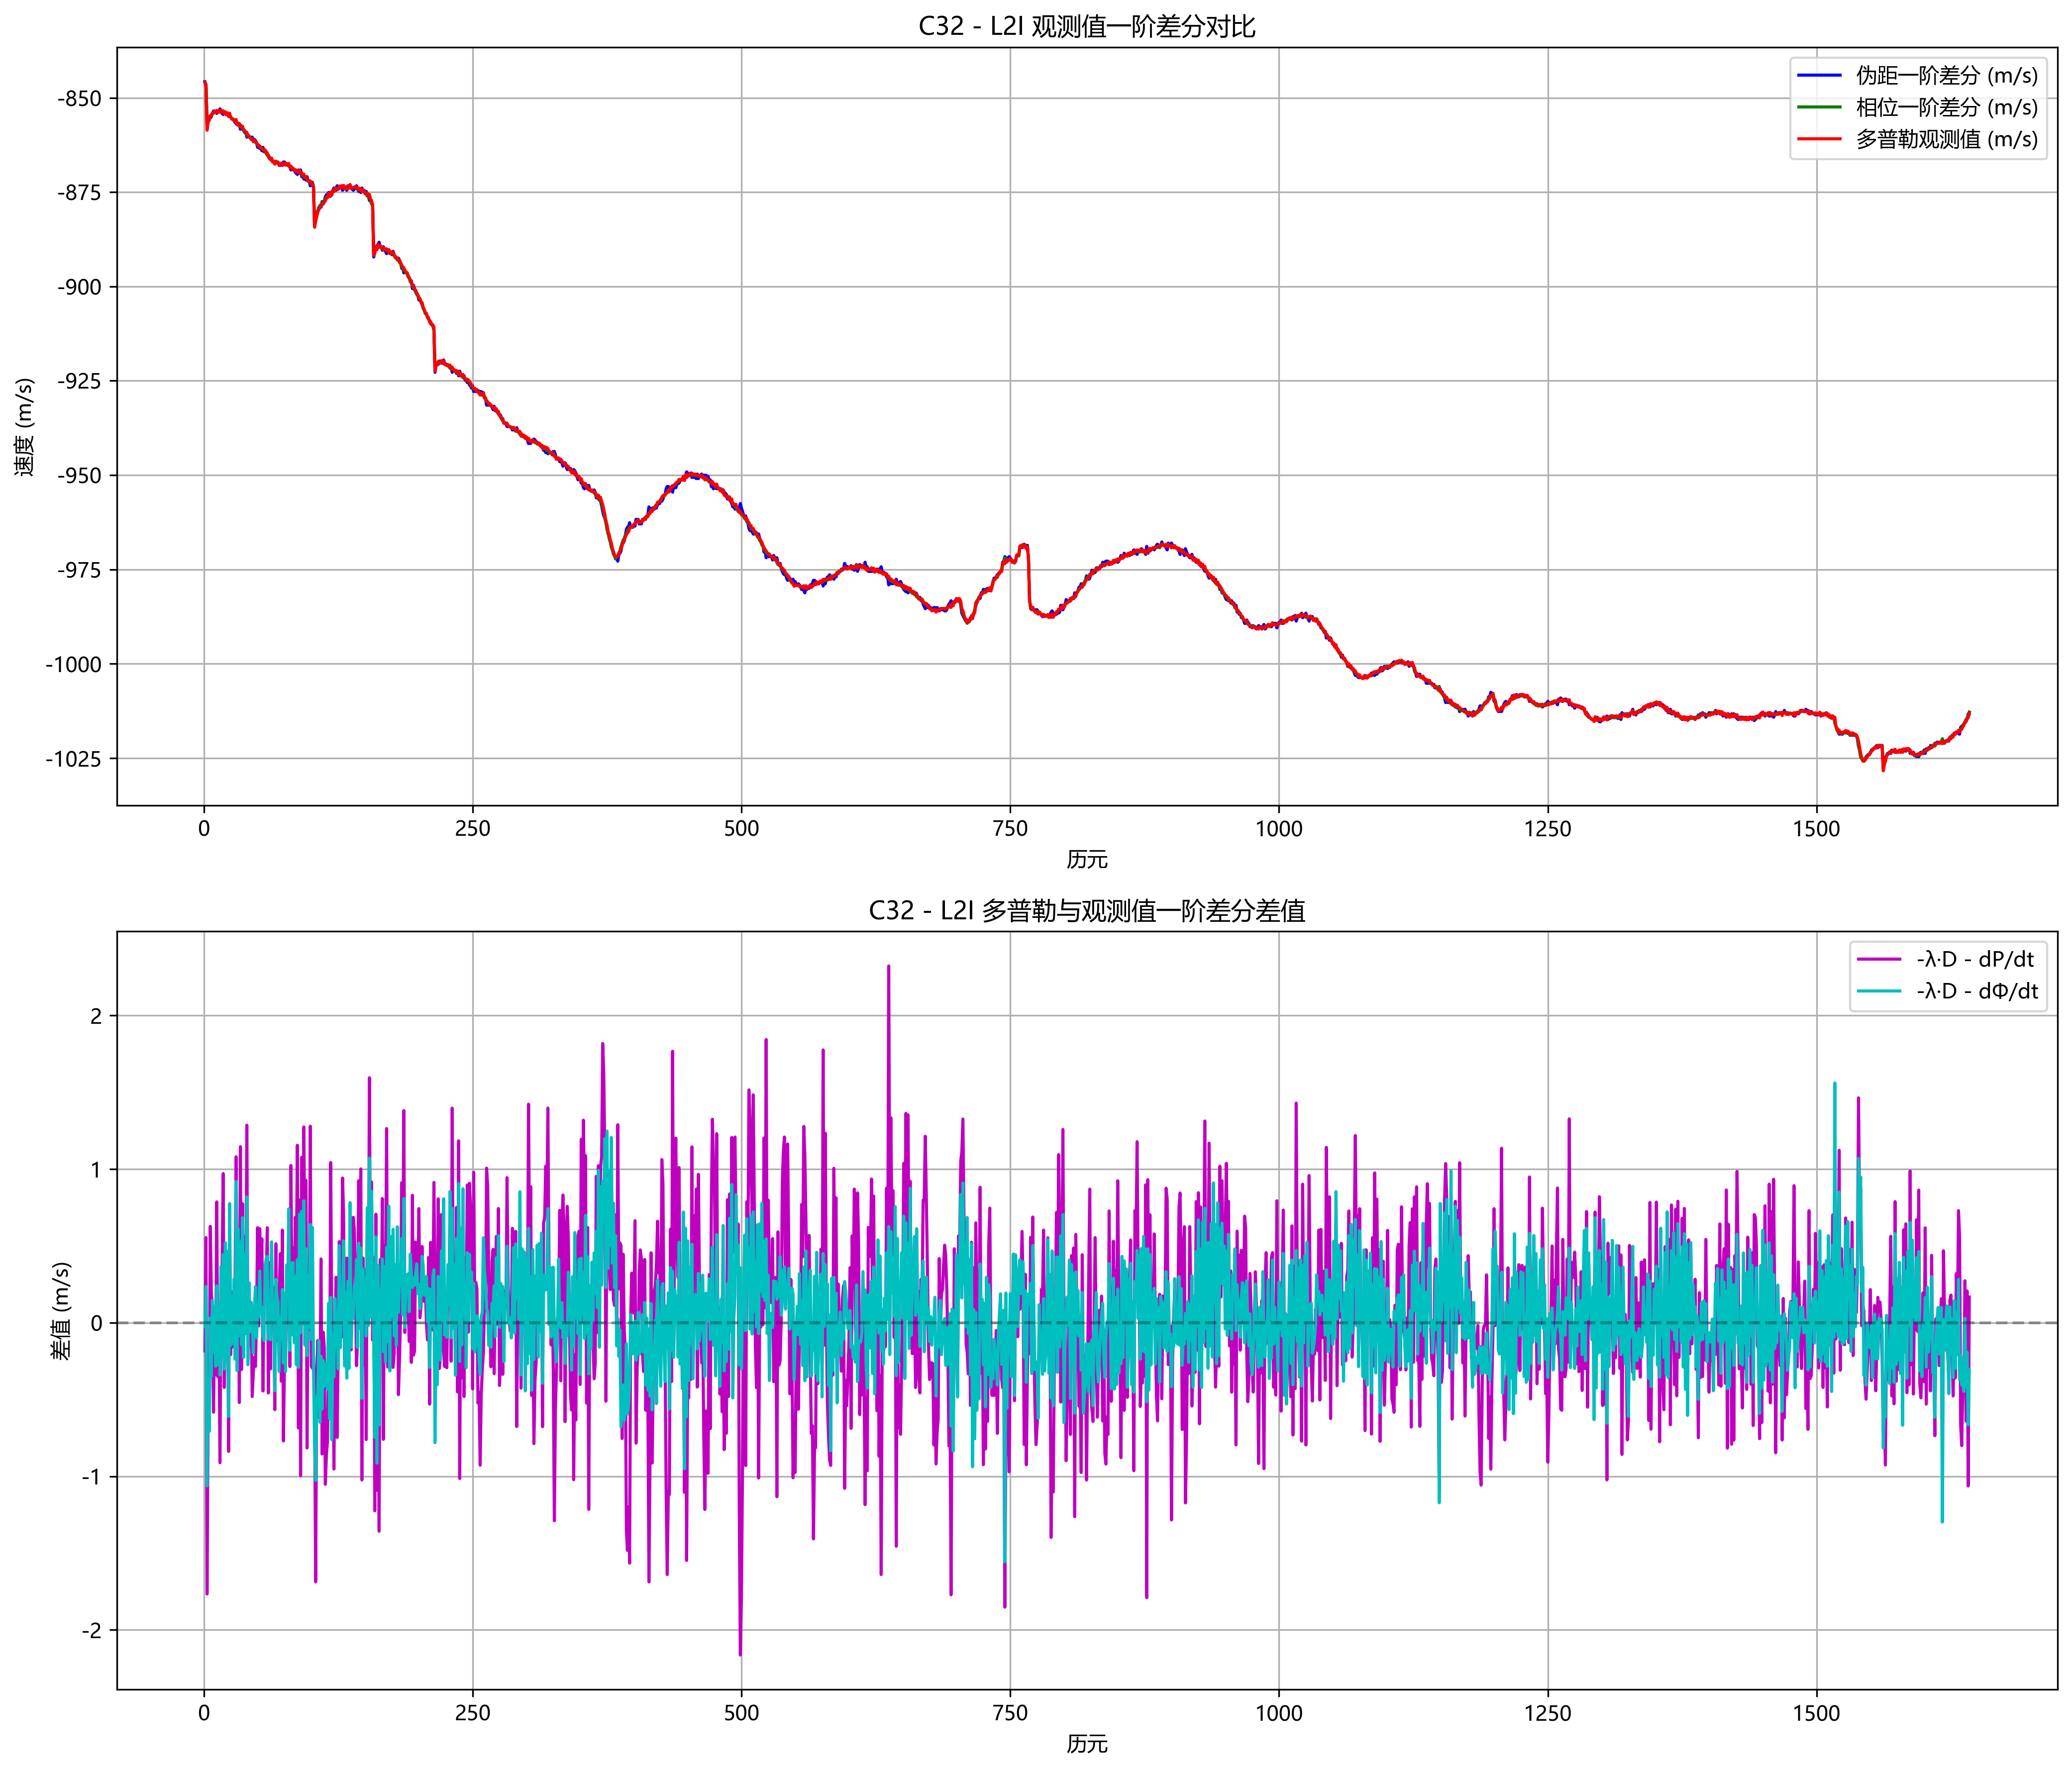 C32 - L2I 观测值一阶差分对比
伪距一阶差分 (m/s)
相位一阶差分 (m/s)
多普勒观测值 (m/s)
速度 (m/s)
-850
-875
-900
-925
-950
-975
-1000
-1025
0 250 500 750 1000 1250 1500
历元
C32 - L2I 多普勒与观测值一阶差分差值
-λ·D - dP/dt
-λ·D - dΦ/dt
差值 (m/s)
2
1
0
-1
-2
0 250 500 750 1000 1250 1500
历元